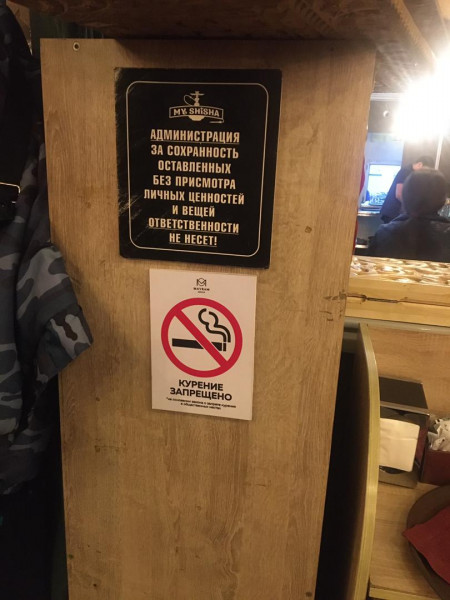 MY SHISHA
АДМИНИСТРАЦИЯ
ЗА СОХРАННОСТЬ
ОСТАВЛЕННЫХ
БЕЗ ПРИСМОТРА
ЛИЧНЫХ ЦЕННОСТЕЙ
И ВЕЩЕЙ
ОТВЕТСТВЕННОСТИ
НЕ НЕСЕТ!
КУРЕНИЕ
ЗАПРЕЩЕНО